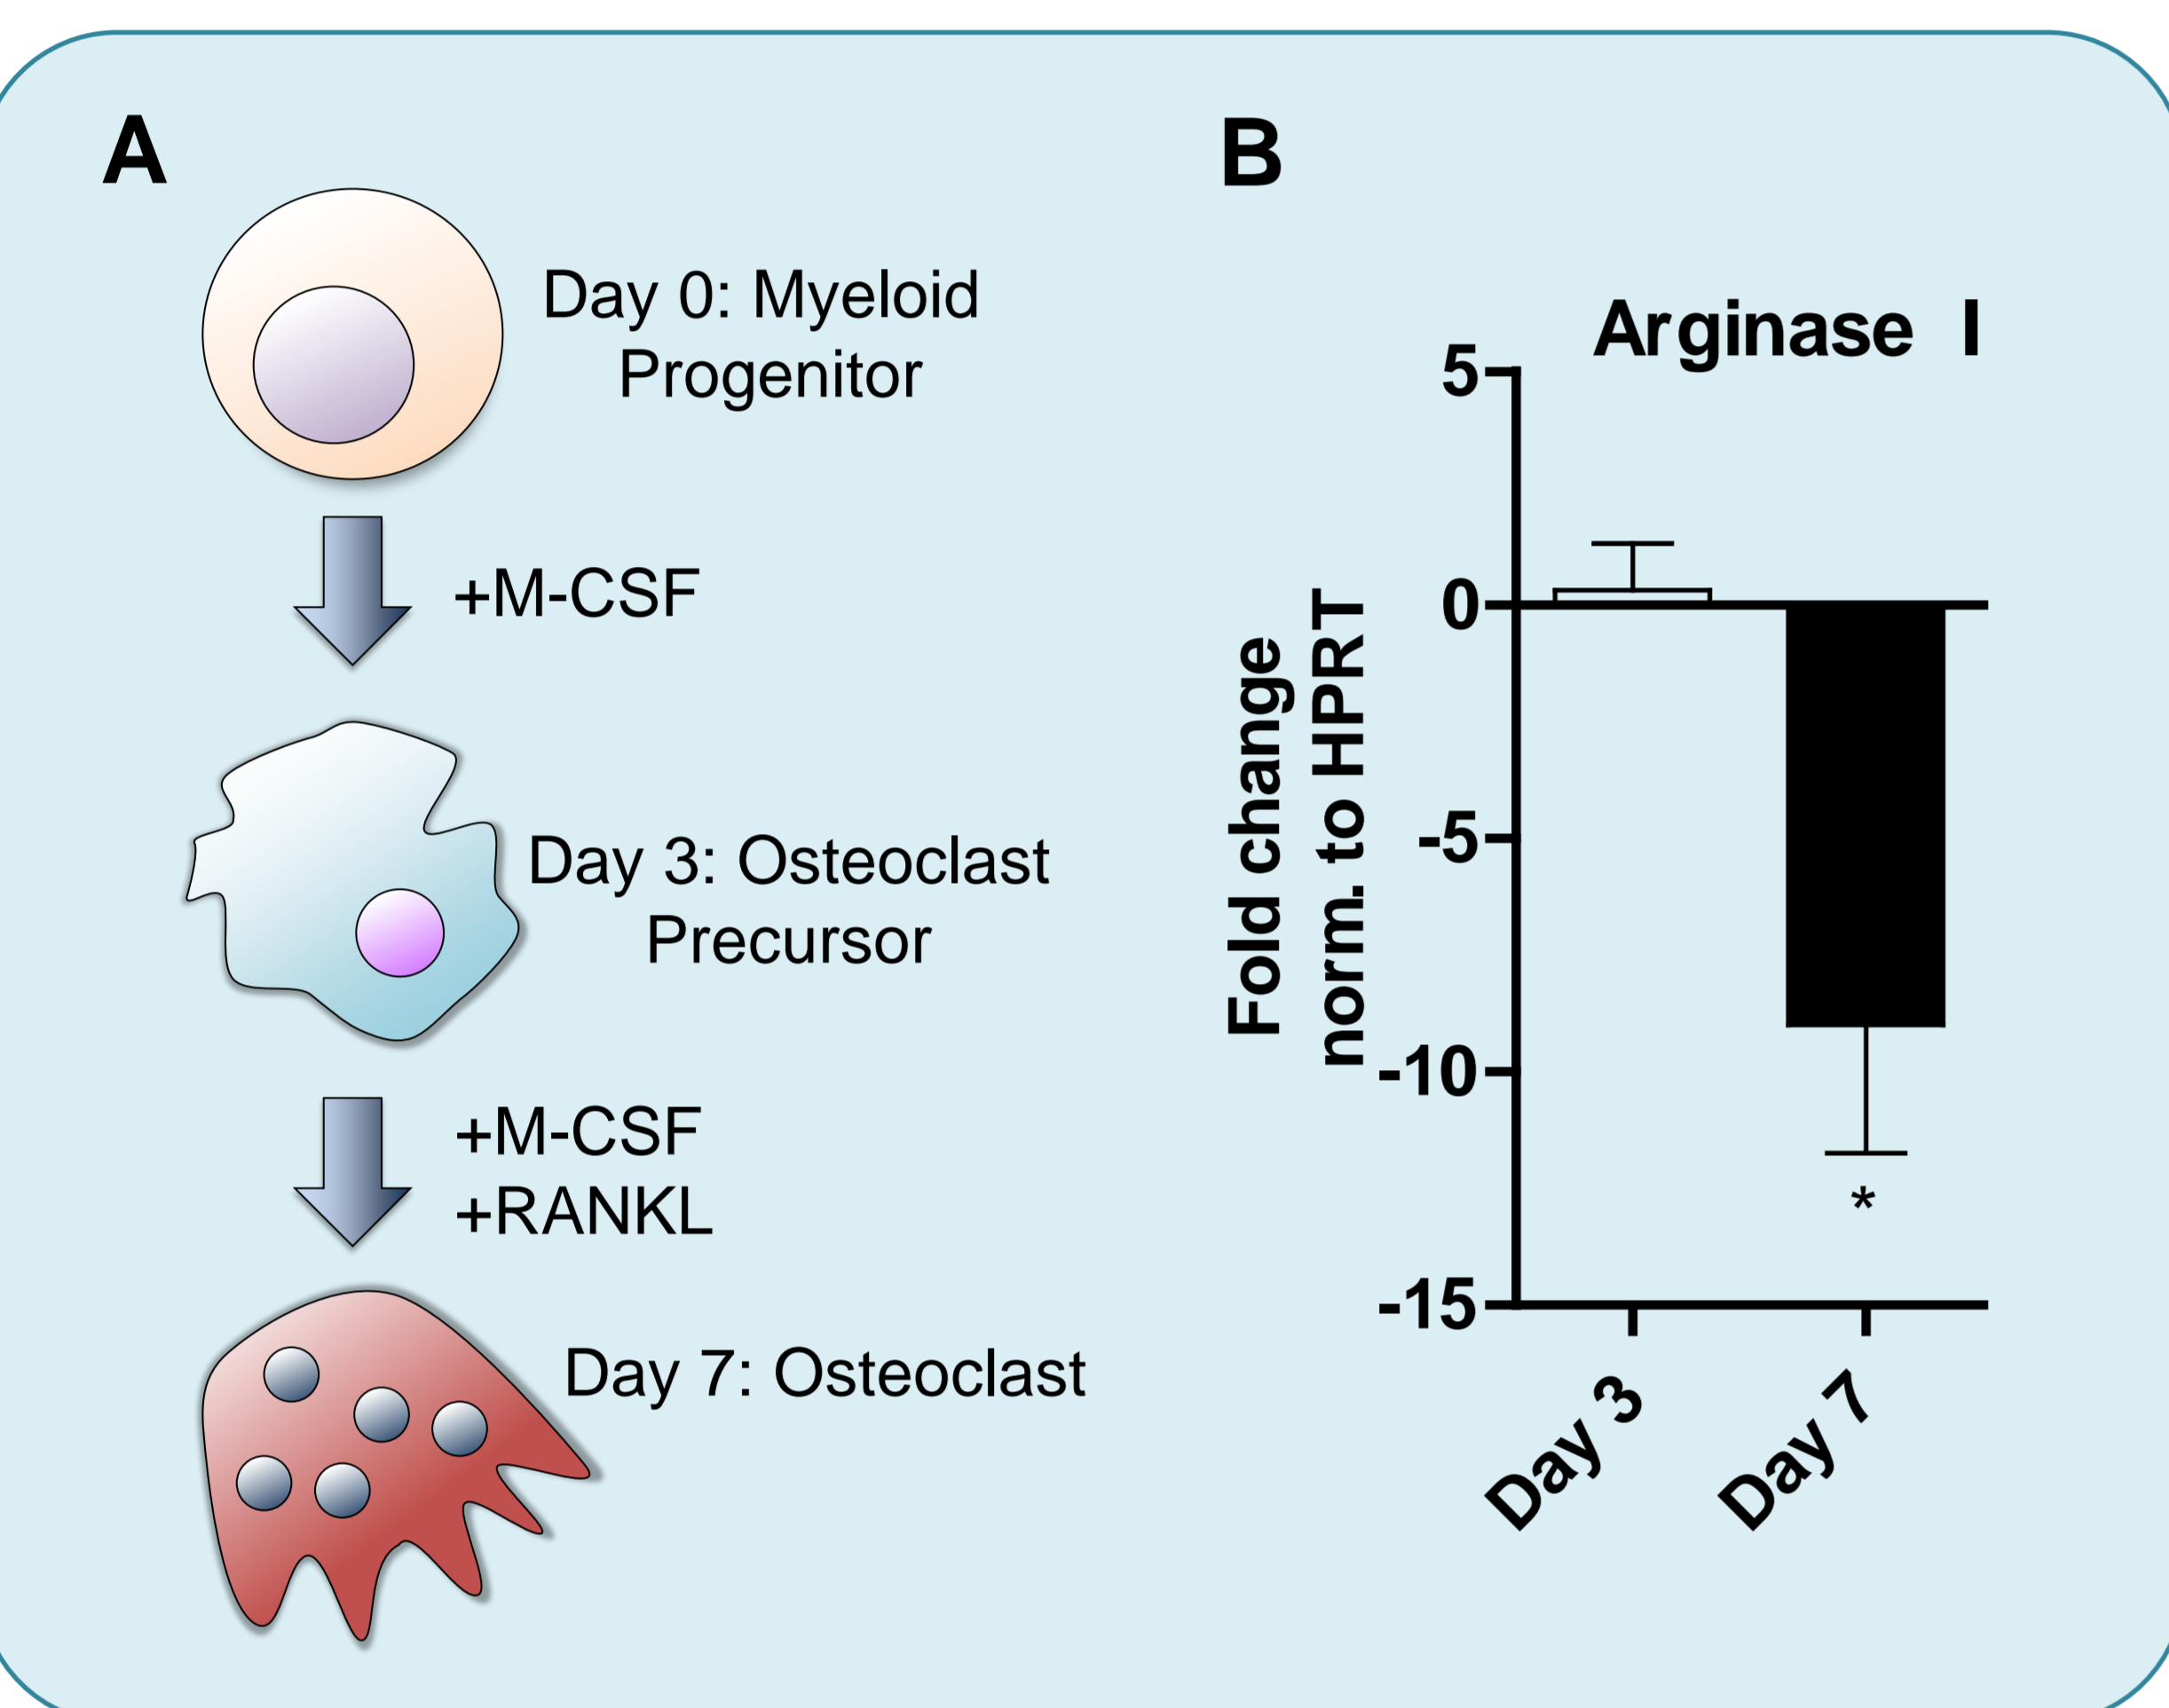 A
Day 0: Myeloid
Progenitor
+M-CSF
Day 3: Osteoclast
Precursor
+M-CSF
+RANKL
Day 7: Osteoclast
B
Arginase I
Fold change
norm. to HPRT
5
0
-5
-10
-15
*
Day 3
Day 7